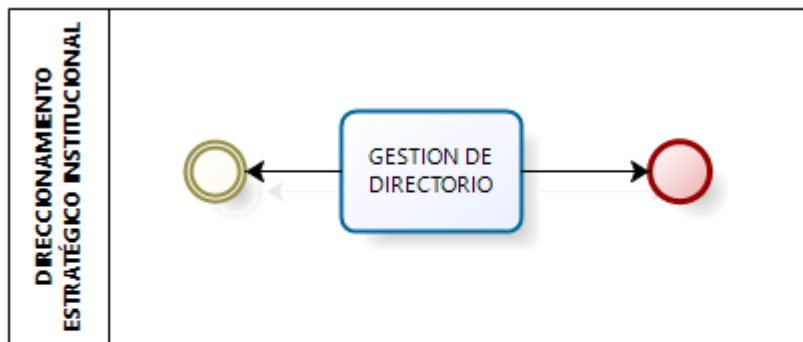 DIRECCIONAMIENTO
ESTRATÉGICO INSTITUCIONAL
GESTION DE
DIRECTORIO